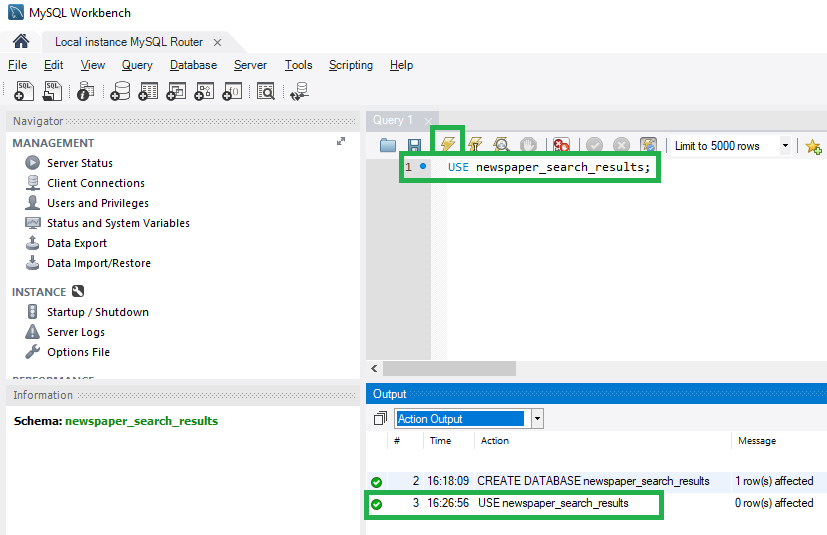 MySQL Workbench
Local instance MySQL Router
File Edit View Query Database Server Tools Scripting Help
Navigator
MANAGEMENT
Server Status
Client Connections
Users and Privileges
Status and System Variables
Data Export
Data Import/Restore
INSTANCE
Startup / Shutdown
Server Logs
Options File
PERFORMANCE
Information
Schema: newspaper_search_results
Query 1
Limit to 5000 rows
1 USE newspaper_search_results;
Output
Action Output
# Time Action Message
2 16:18:09 CREATE DATABASE newspaper_search_results 1 row(s) affected
3 16:26:56 USE newspaper_search_results 0 row(s) affected